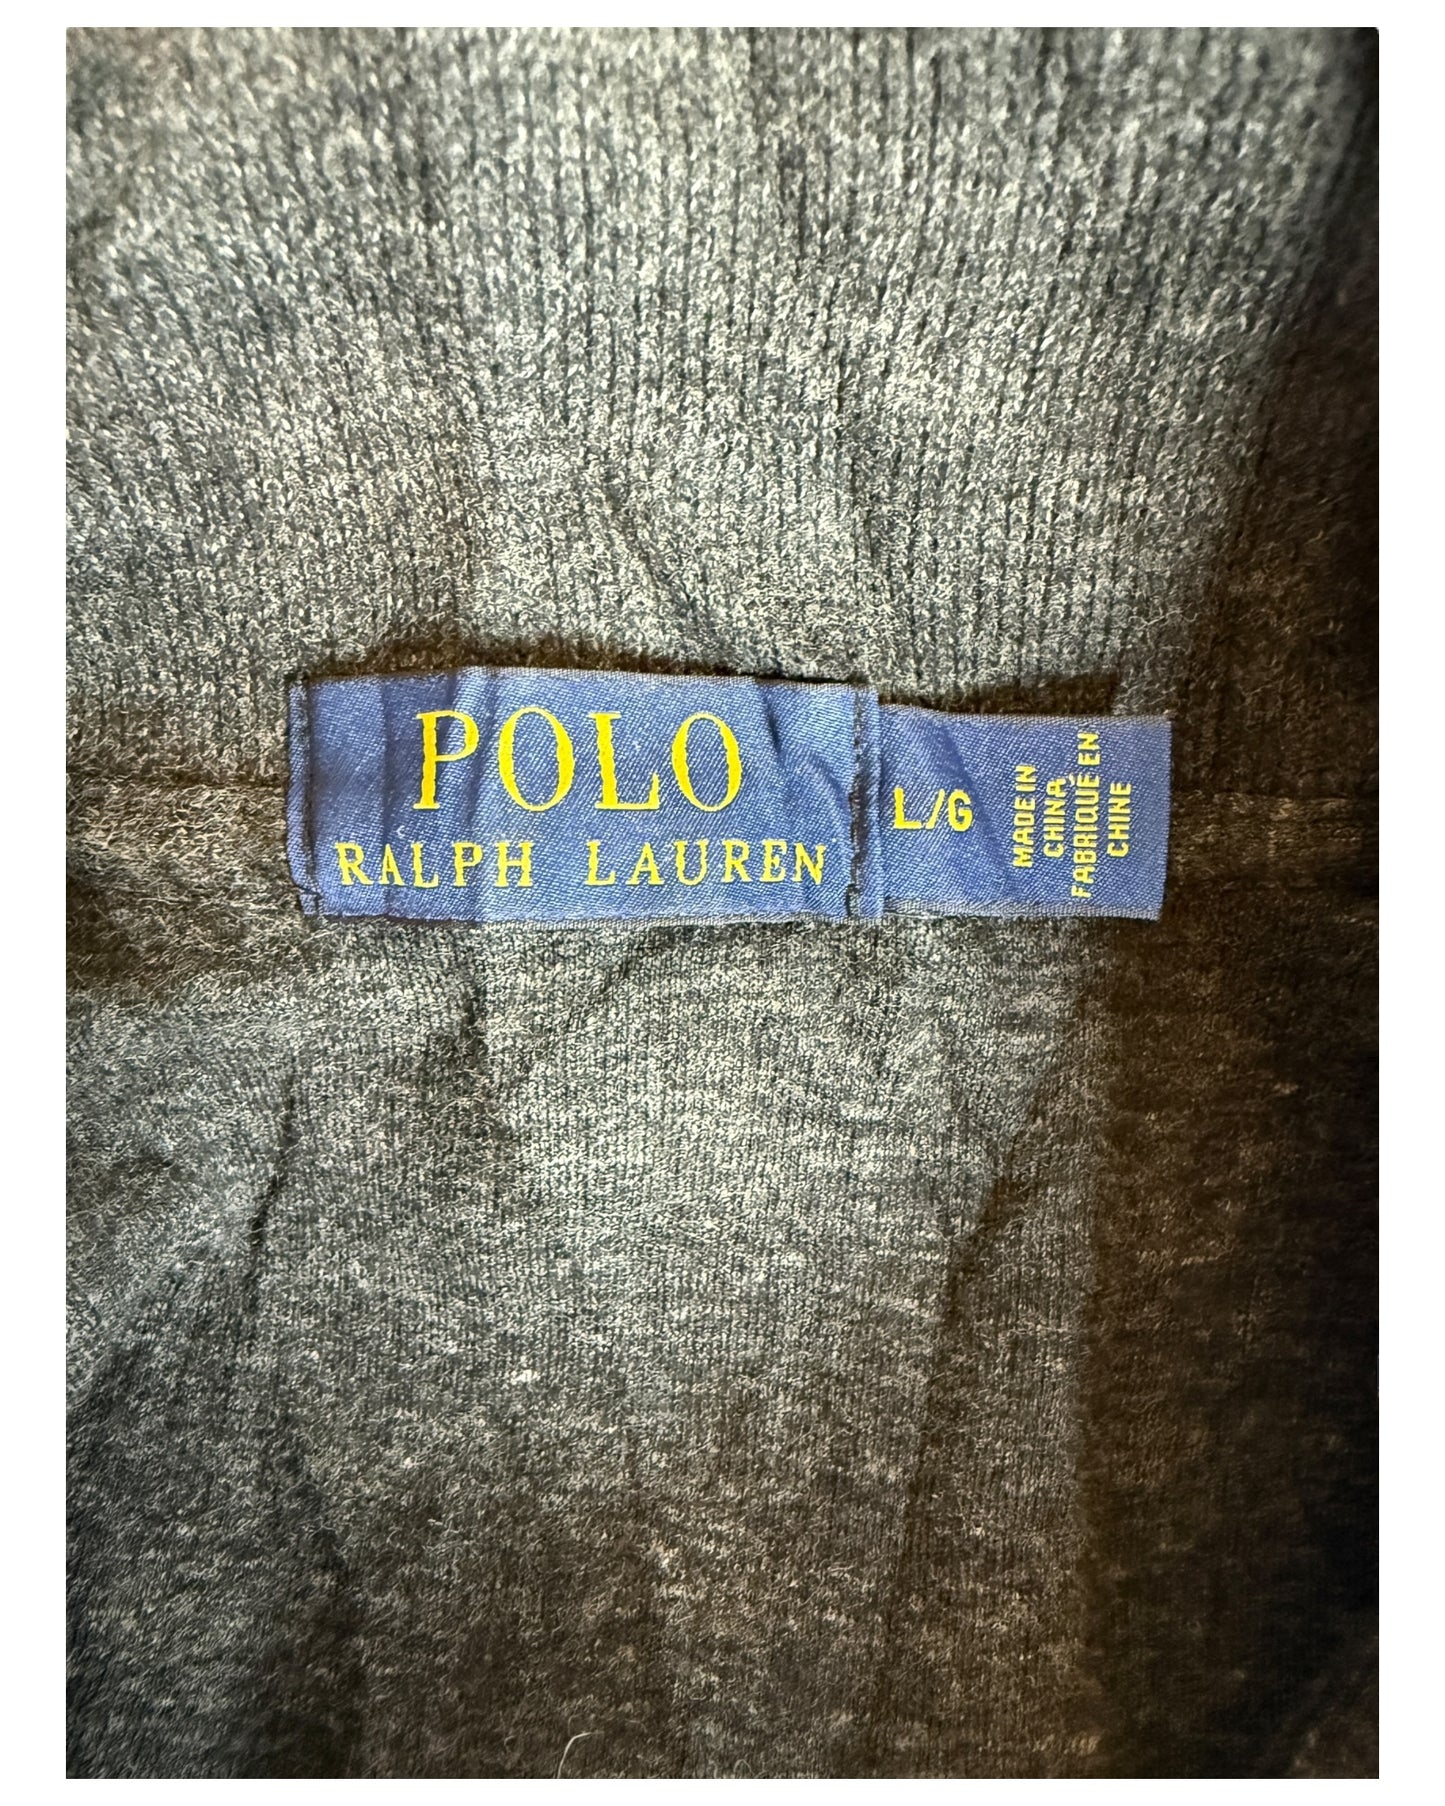 POLO
RALPH LAUREN
L/G
MADE IN
CHINA
FABRIQUÉ EN
CHINE